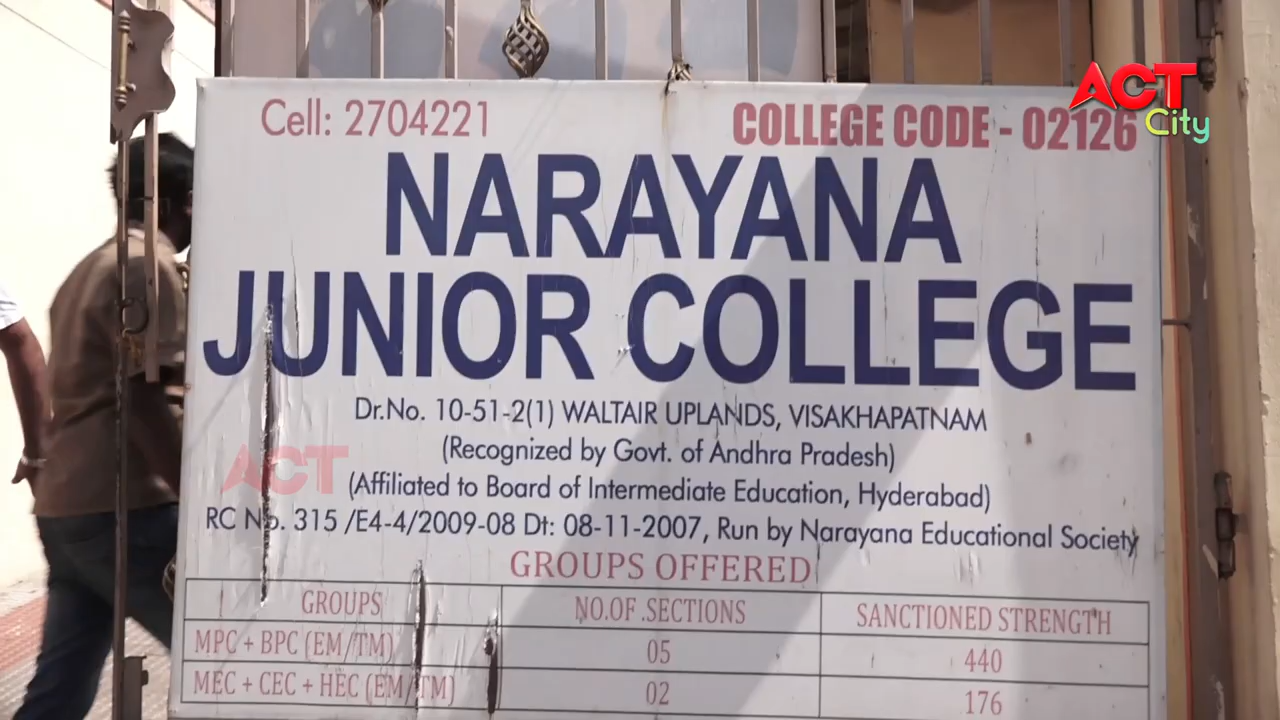 ACT
City
Cell: 2704221
COLLEGE CODE - 02126
NARAYANA
JUNIOR COLLEGE
Dr.No. 10-51-2(1) WALTAIR UPLANDS, VISAKHAPATNAM
(Recognized by Govt. of Andhra Pradesh)
ACT
(Affiliated to Board of Intermediate Education, Hyderabad)
RC No. 315 /E4-4/2009-08 Dt: 08-11-2007, Run by Narayana Educational Society
GROUPS OFFERED
GROUPS NO.OF.SECTIONS SANCTIONED STRENGTH
MPC + BPC (EM/TM) 05 440
MEC + CEC + HEC (EM/TM) 02 176